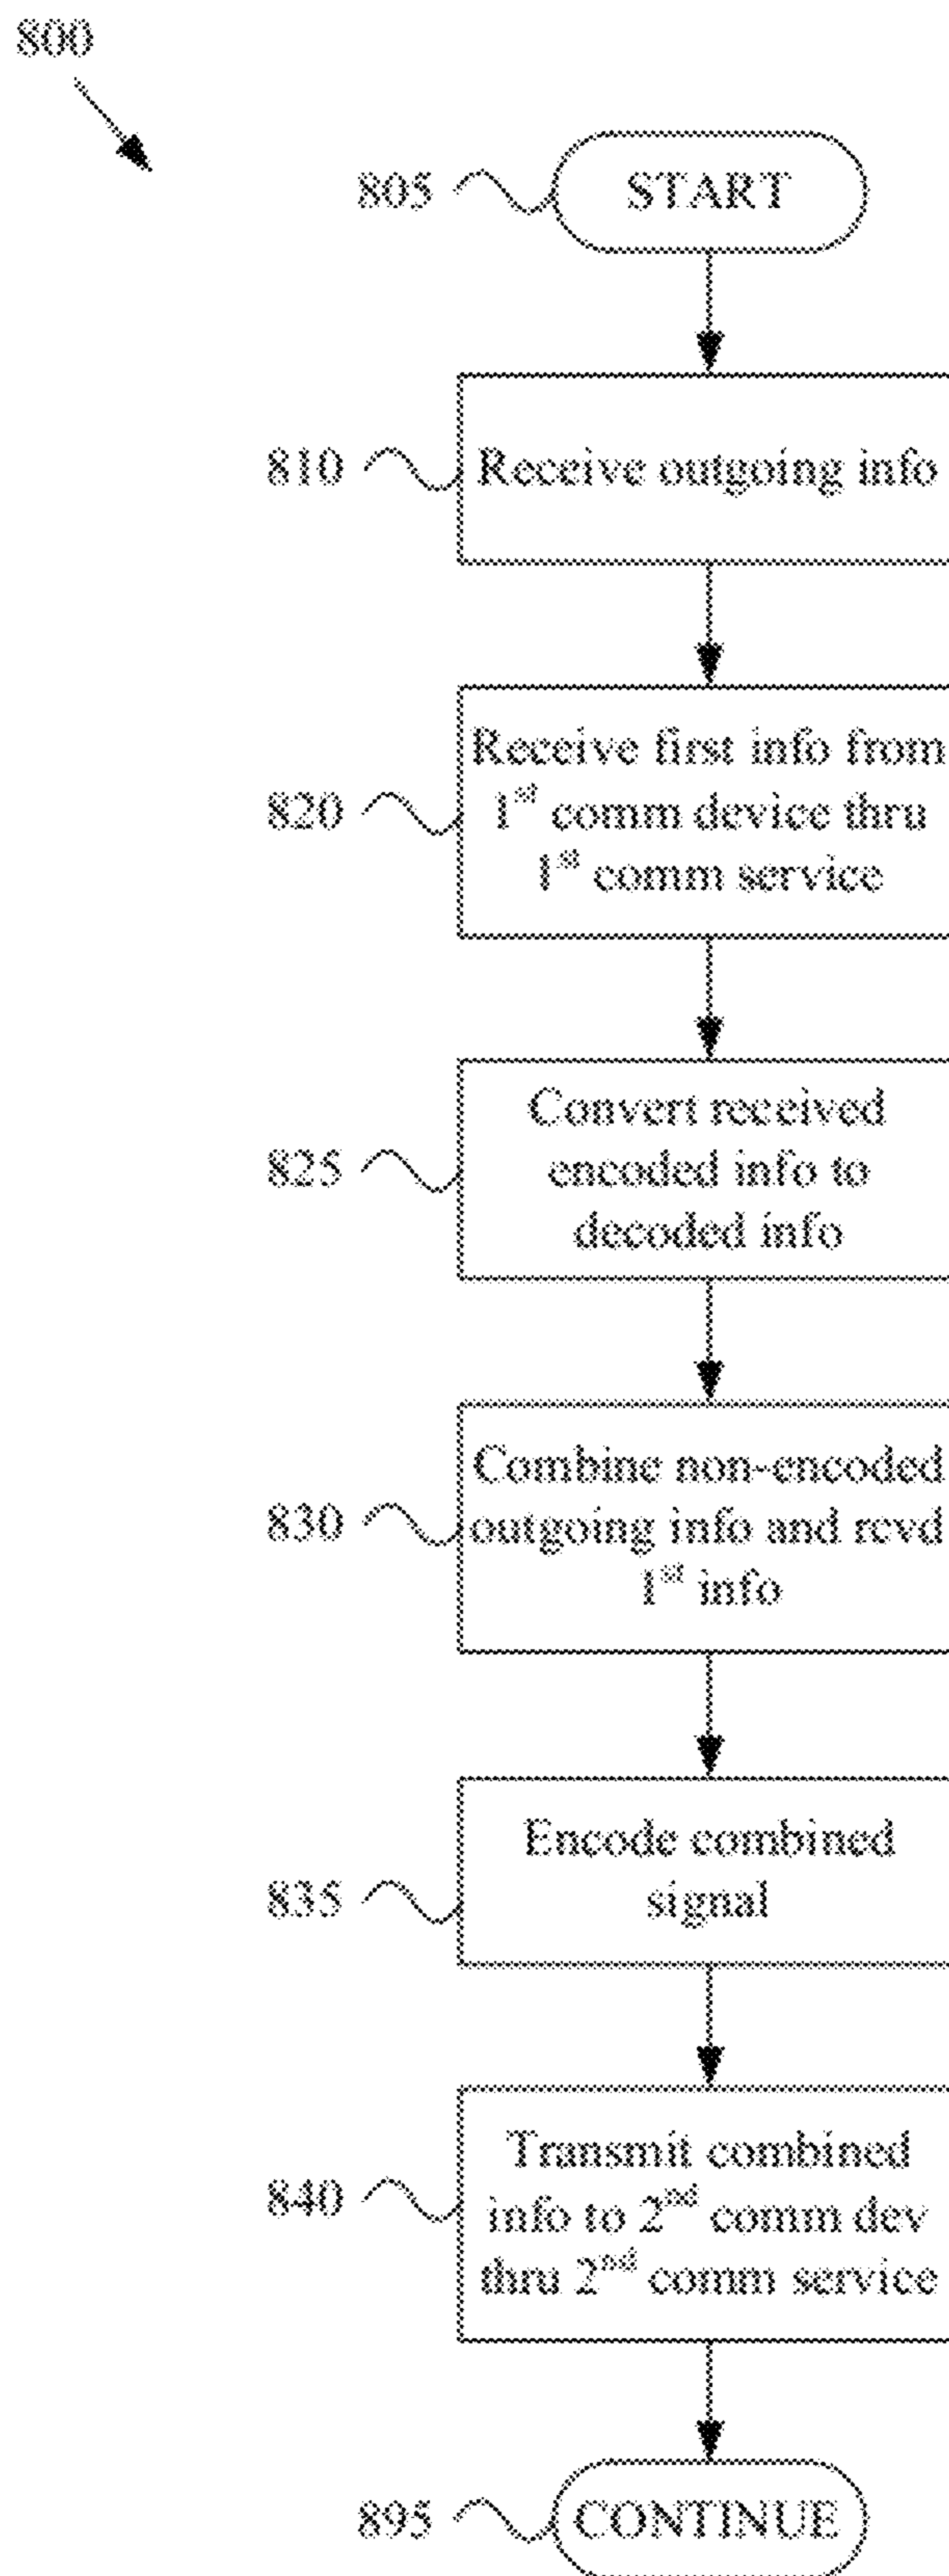 800
805
START
810
Receive outgoing info
820
Receive first info from
1st comm device thru
1st comm service
825
Convert received
encoded info to
decoded info
830
Combine non-encoded
outgoing info and rcvd
1st info
835
Encode combined
signal
840
Transmit combined
info to 2nd comm dev
thru 2nd comm service
895
CONTINUE